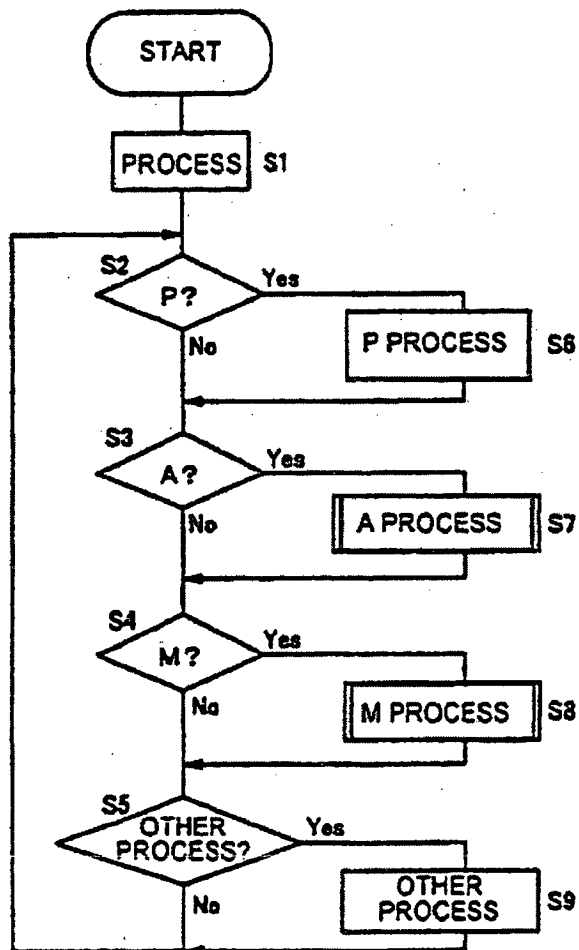 START
PROCESS S1
S2
P? Yes
No
P PROCESS S6
S3
A? Yes
No
A PROCESS S7
S4
M? Yes
No
M PROCESS S8
S5
OTHER
PROCESS? Yes
No
OTHER
PROCESS S9